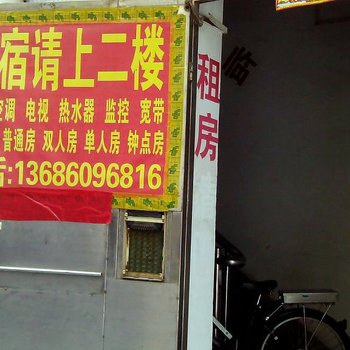 宿请上二楼
空调 电视 热水器 监控 宽带
普通房 双人房 单人房 钟点房
话:13686096816
租房
临